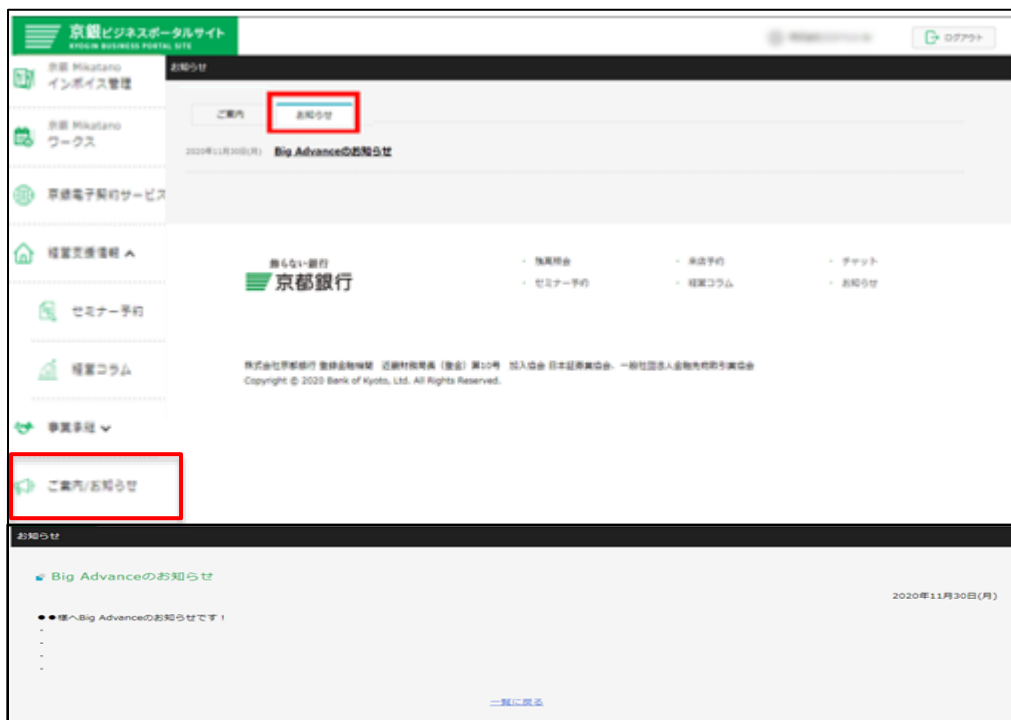 京銀ビジネスポータルサイト
KYOGIN BUSINESS PORTAL SITE
ログアウト
京銀 Mikatano
インボイス管理
お知らせ
ご案内
お知らせ
京銀 Mikatano
ワークス
2020年11月30日(月) Big Advanceのお知らせ
京銀電子契約サービス
経営支援情報
飾らない銀行
京都銀行
・ 残高照会
・ 来店予約
・ チャット
・ セミナー予約
・ 経営コラム
・ お知らせ
セミナー予約
経営コラム
株式会社京都銀行 登録金融機関 近畿財務局長（登金）第10号 加入協会 日本証券業協会、一般社団法人金融先物取引業協会
Copyright © 2020 Bank of Kyoto, Ltd. All Rights Reserved.
事業承継
ご案内/お知らせ
お知らせ
Big Advanceのお知らせ
2020年11月30日(月)
●●様へBig Advanceのお知らせです！
・
・
・
・
一覧に戻る